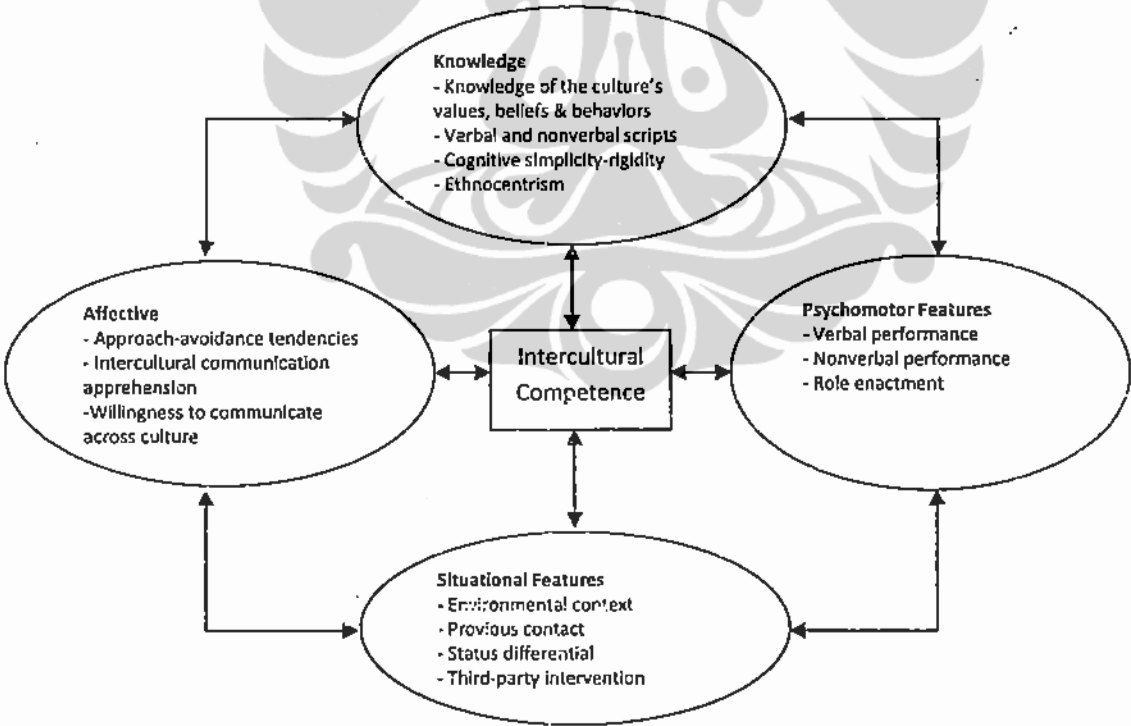 Knowledge
- Knowledge of the culture's
values, beliefs & behaviors
- Verbal and nonverbal scripts
- Cognitive simplicity-rigidity
- Ethnocentrism
Affective
- Approach-avoidance tendencies
- Intercultural communication
apprehension
-Willingness to communicate
across culture
Intercultural
Competence
Psychomotor Features
- Verbal performance
- Nonverbal performance
- Role enactment
Situational Features
- Environmental context
- Previous contact
- Status differential
- Third-party intervention